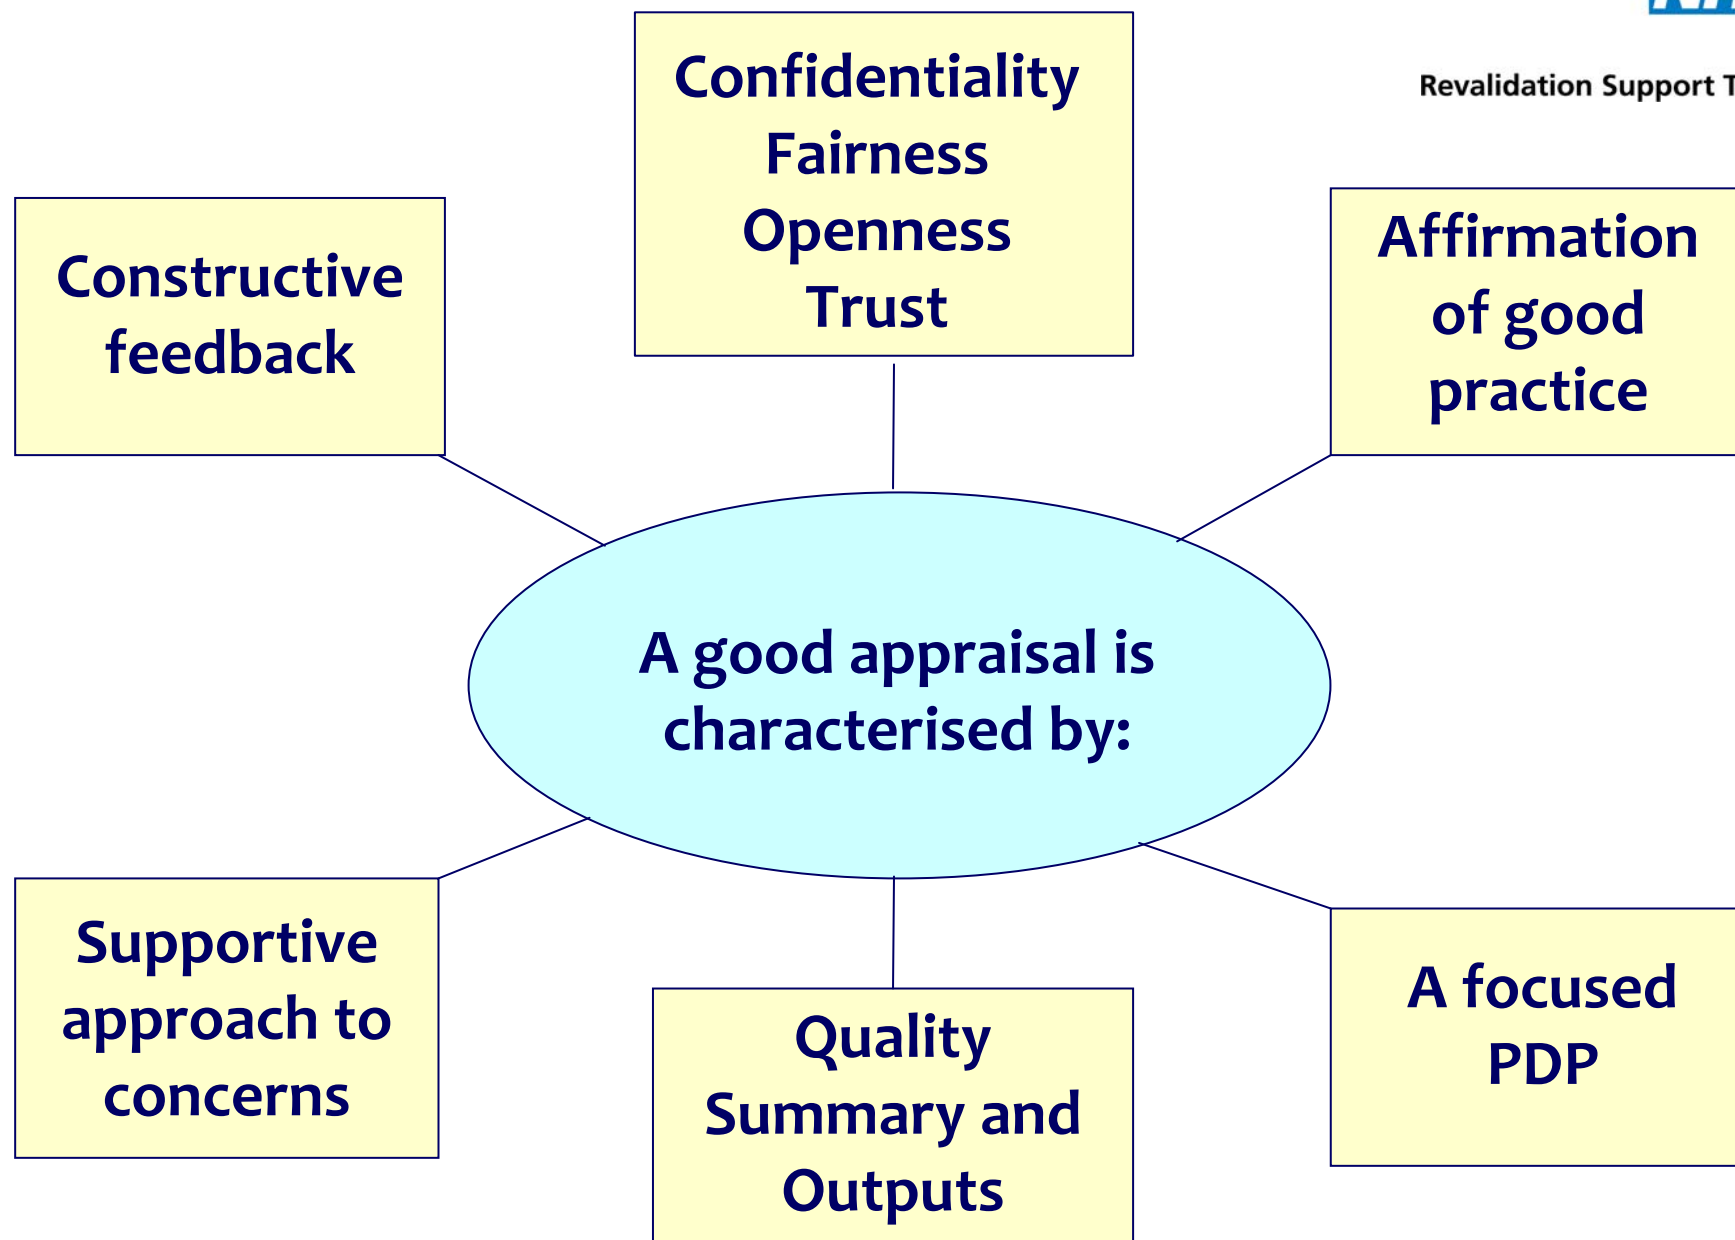 Revalidation Support T
Confidentiality
Fairness
Openness
Trust
Constructive
feedback
Affirmation
of good
practice
A good appraisal is
characterised by:
Supportive
approach to
concerns
Quality
Summary and
Outputs
A focused
PDP